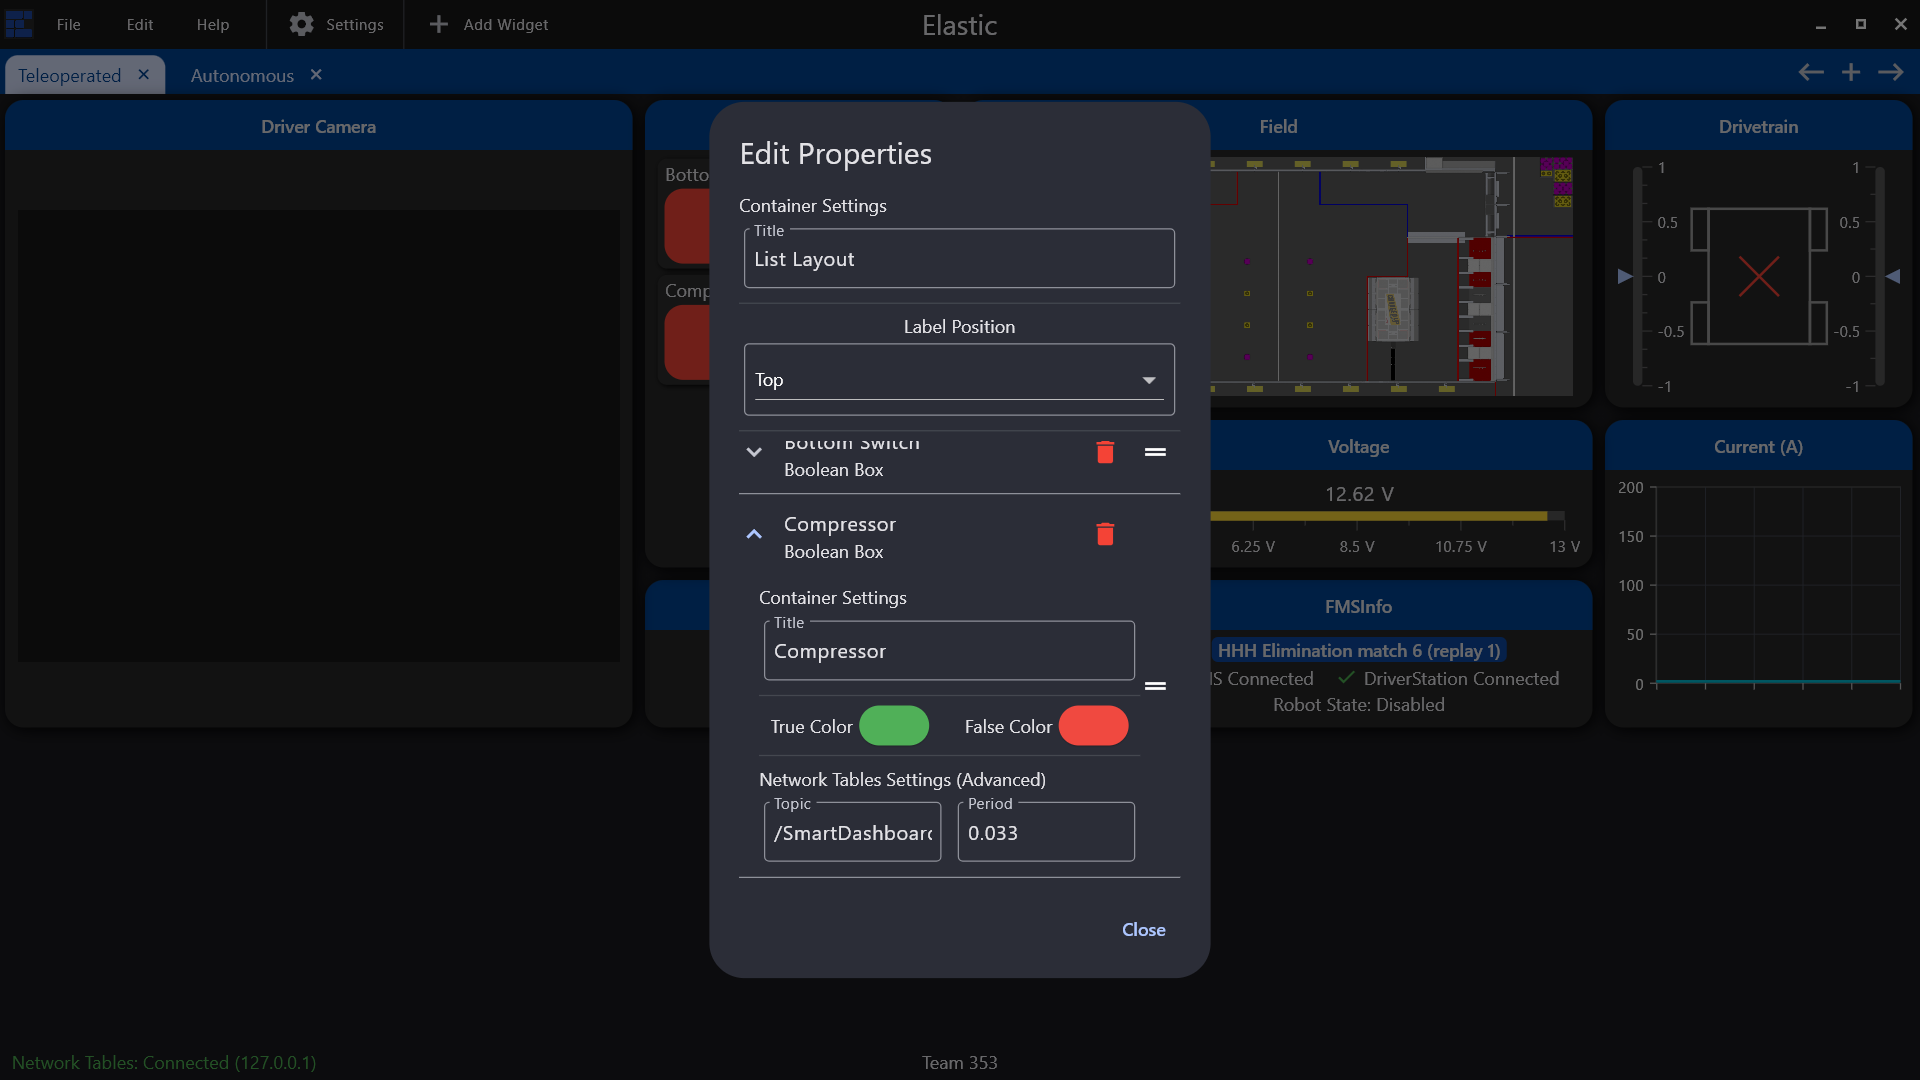 File Edit Help Settings Add Widget Elastic
Teleoperated Autonomous
Driver Camera
Field
Drivetrain
Edit Properties
Container Settings
Title
List Layout
Label Position
Top
Bottom Switch
Boolean Box
Compressor
Boolean Box
Container Settings
Title
Compressor
True Color False Color
Network Tables Settings (Advanced)
Topic Period
/SmartDashboard 0.033
Close
1 1
0.5 0.5
0 0
-0.5 -0.5
-1 -1
Voltage
12.62 V
6.25 V 8.5 V 10.75 V 13 V
Current (A)
200
150
100
50
0
FMSInfo
HHH Elimination match 6 (replay 1)
Connected DriverStation Connected
Robot State: Disabled
Network Tables: Connected (127.0.0.1) Team 353